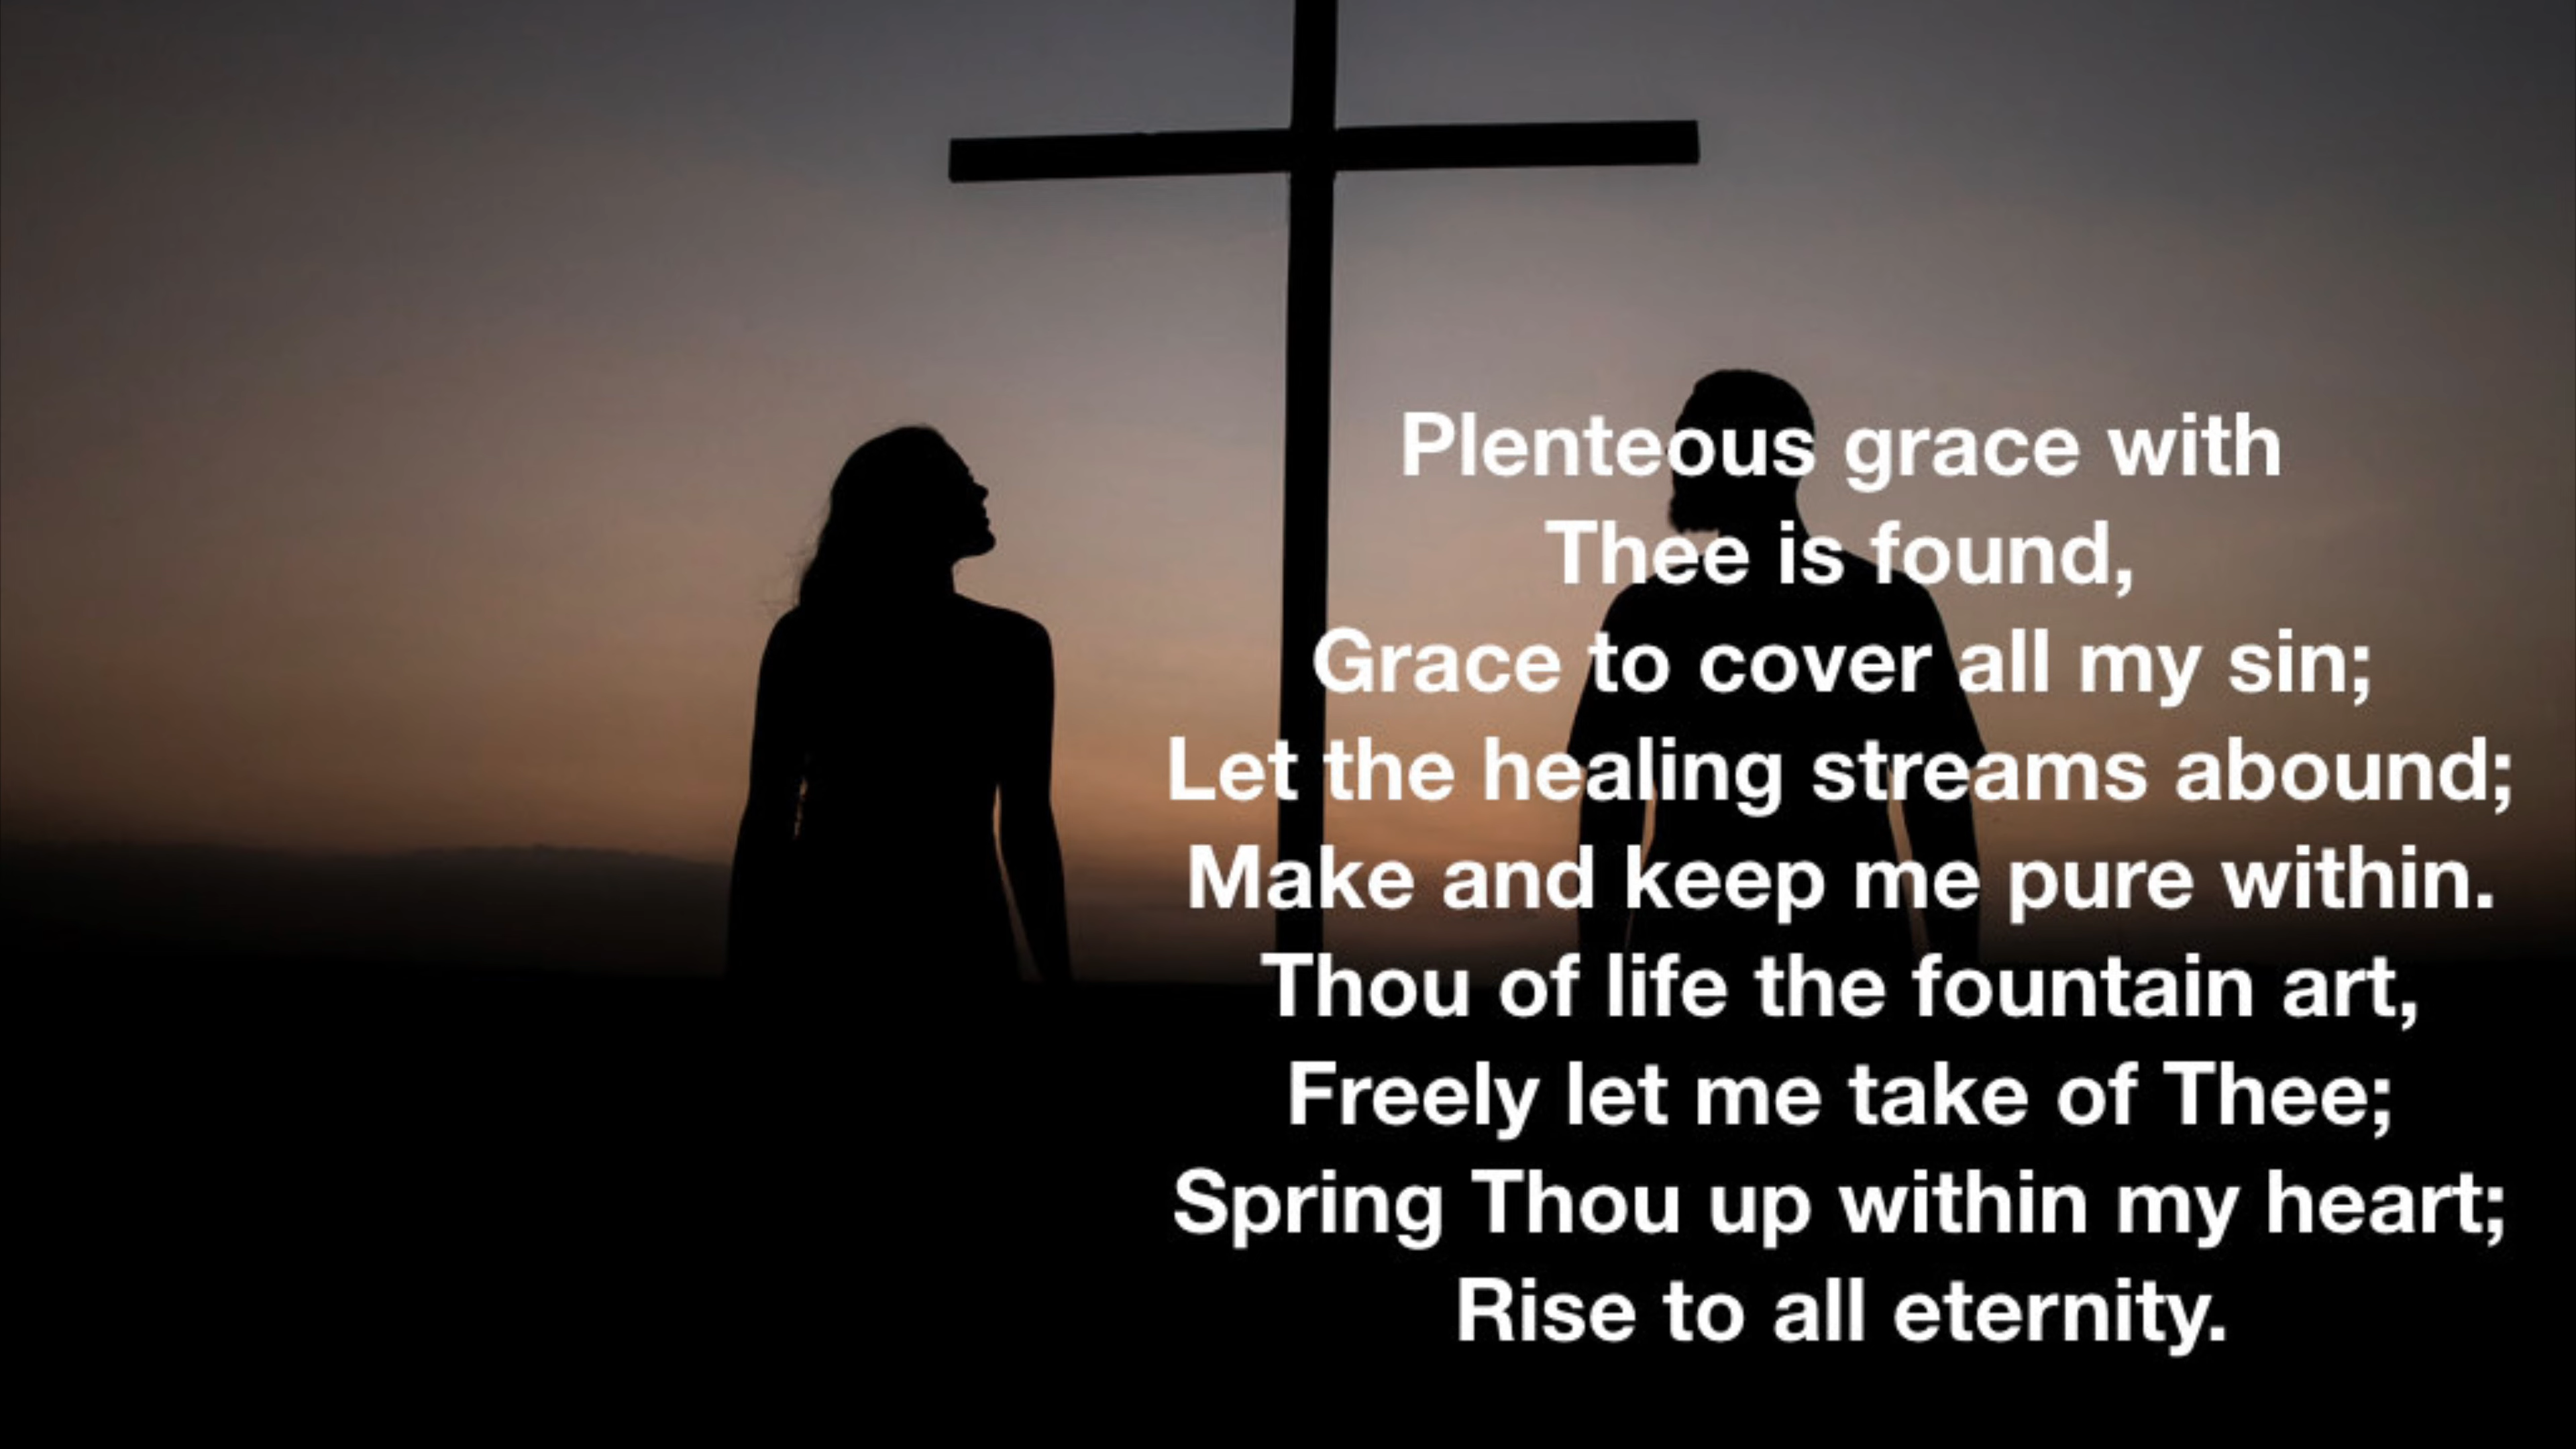 Plenteous grace with
Thee is found,
Grace to cover all my sin;
Let the healing streams abound;
Make and keep me pure within.
Thou of life the fountain art,
Freely let me take of Thee;
Spring Thou up within my heart;
Rise to all eternity.